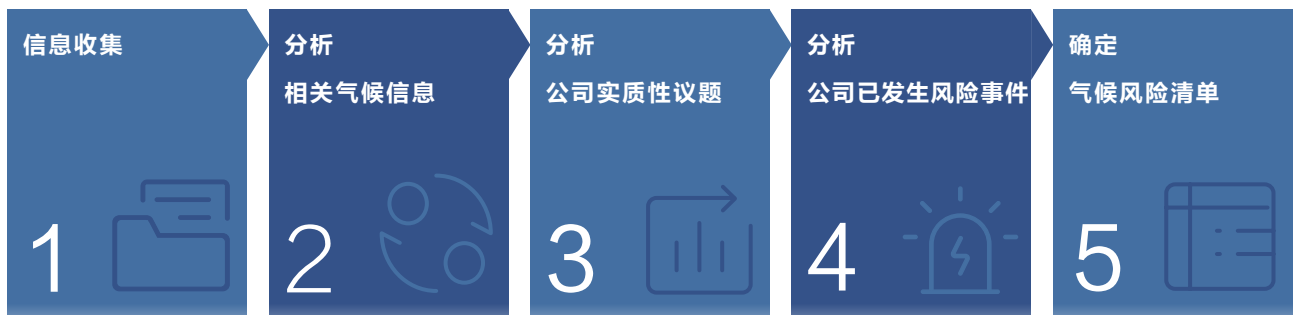 信息收集
1
分析
相关气候信息
2
分析
公司实质性议题
3
分析
公司已发生风险事件
4
确定
气候风险清单
5